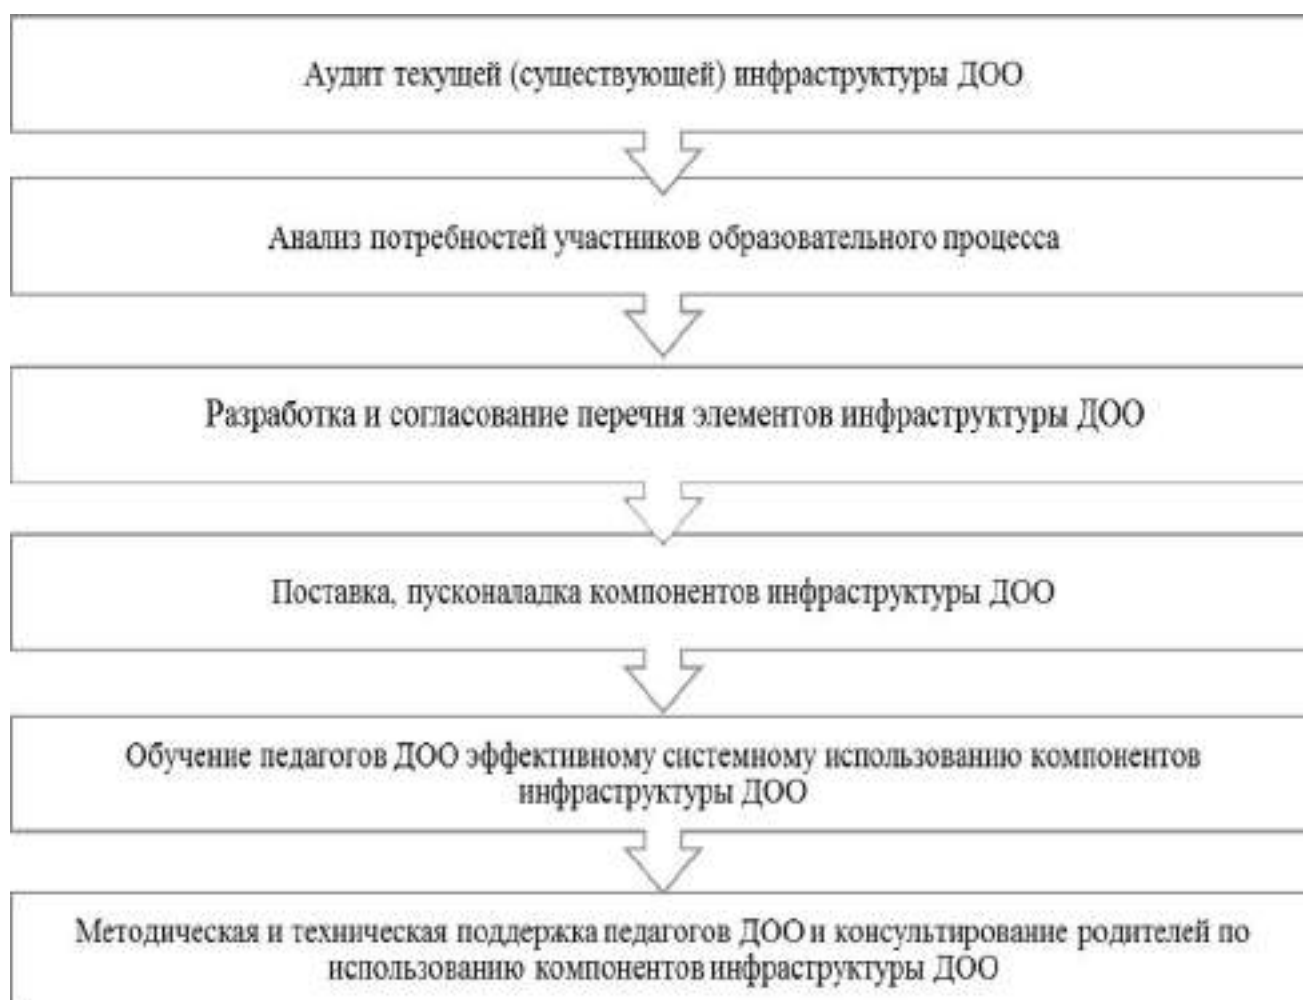 Аудит текущей (существующей) инфраструктуры ДОО
Анализ потребностей участников образовательного процесса
Разработка и согласование перечня элементов инфраструктуры ДОО
Поставка, пусконаладка компонентов инфраструктуры ДОО
Обучение педагогов ДОО эффективному системному использованию компонентов
инфраструктуры ДОО
Методическая и техническая поддержка педагогов ДОО и консультирование родителей по
использованию компонентов инфраструктуры ДОО